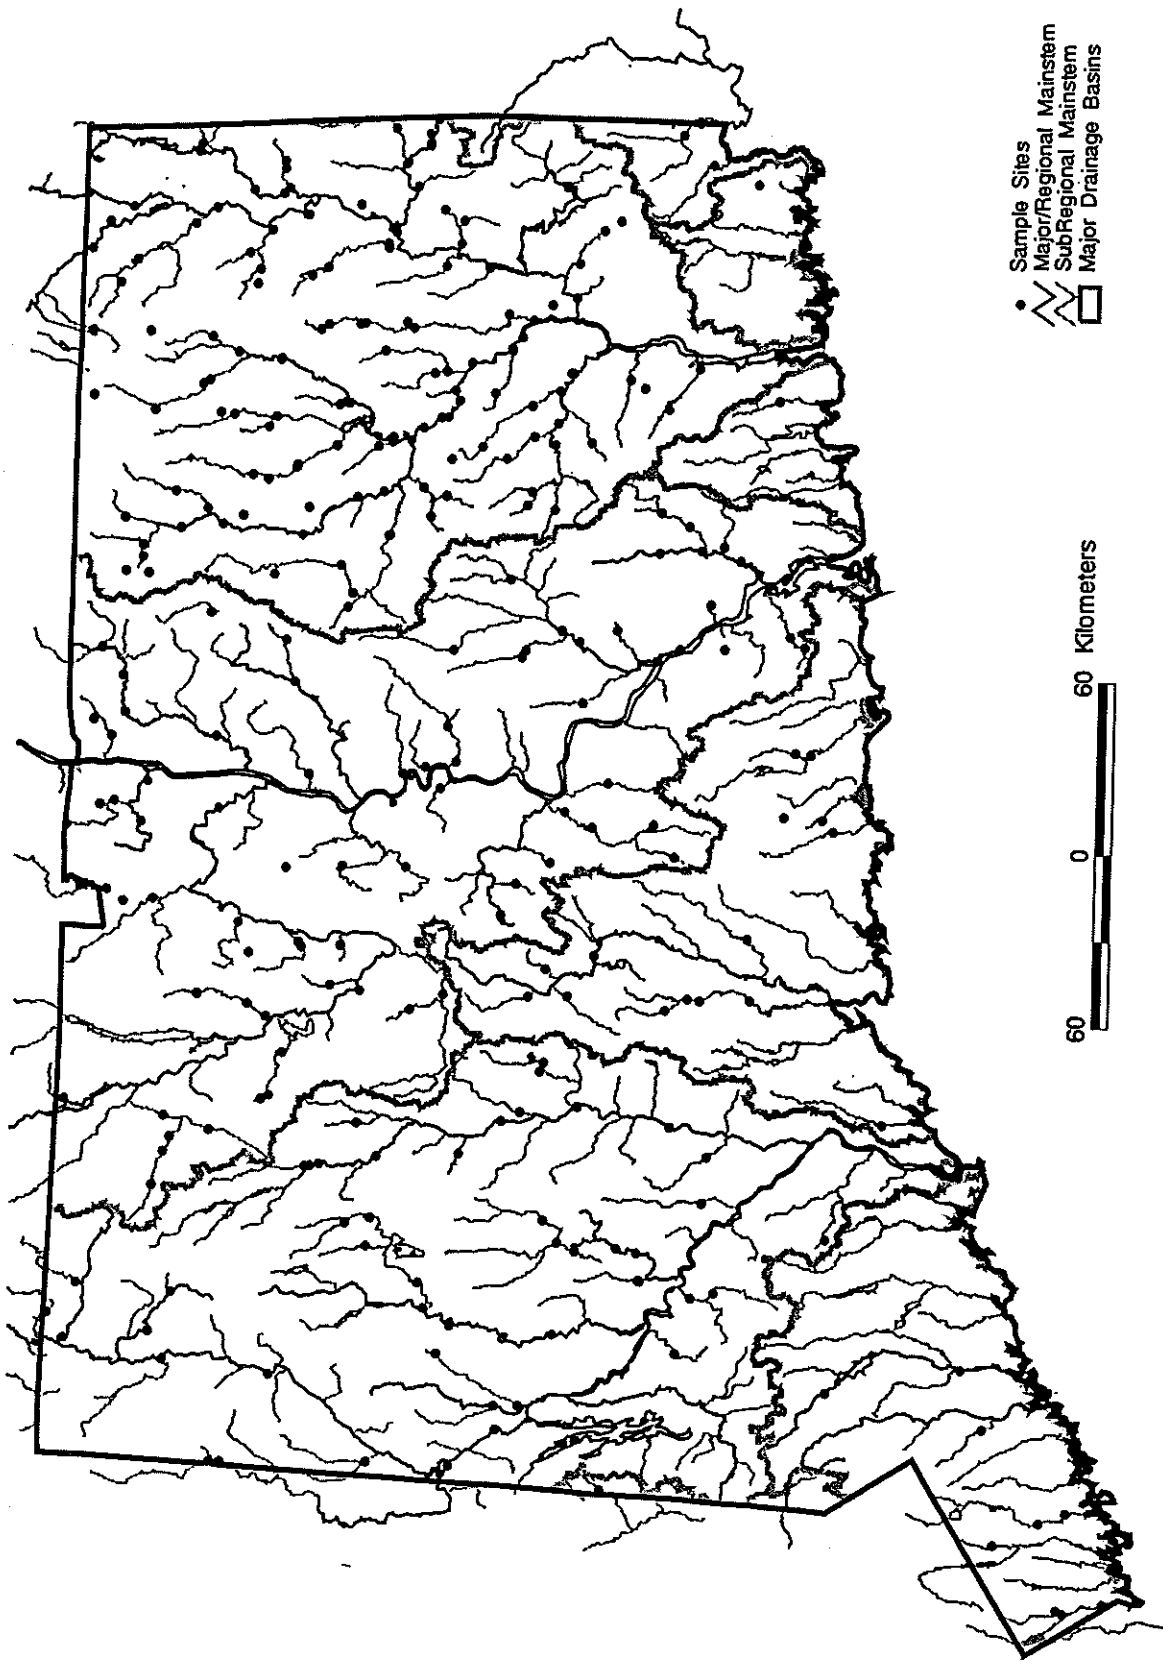 Sample Sites
Major/Regional Mainstem
SubRegional Mainstem
Major Drainage Basins
60 0 60 Kilometers